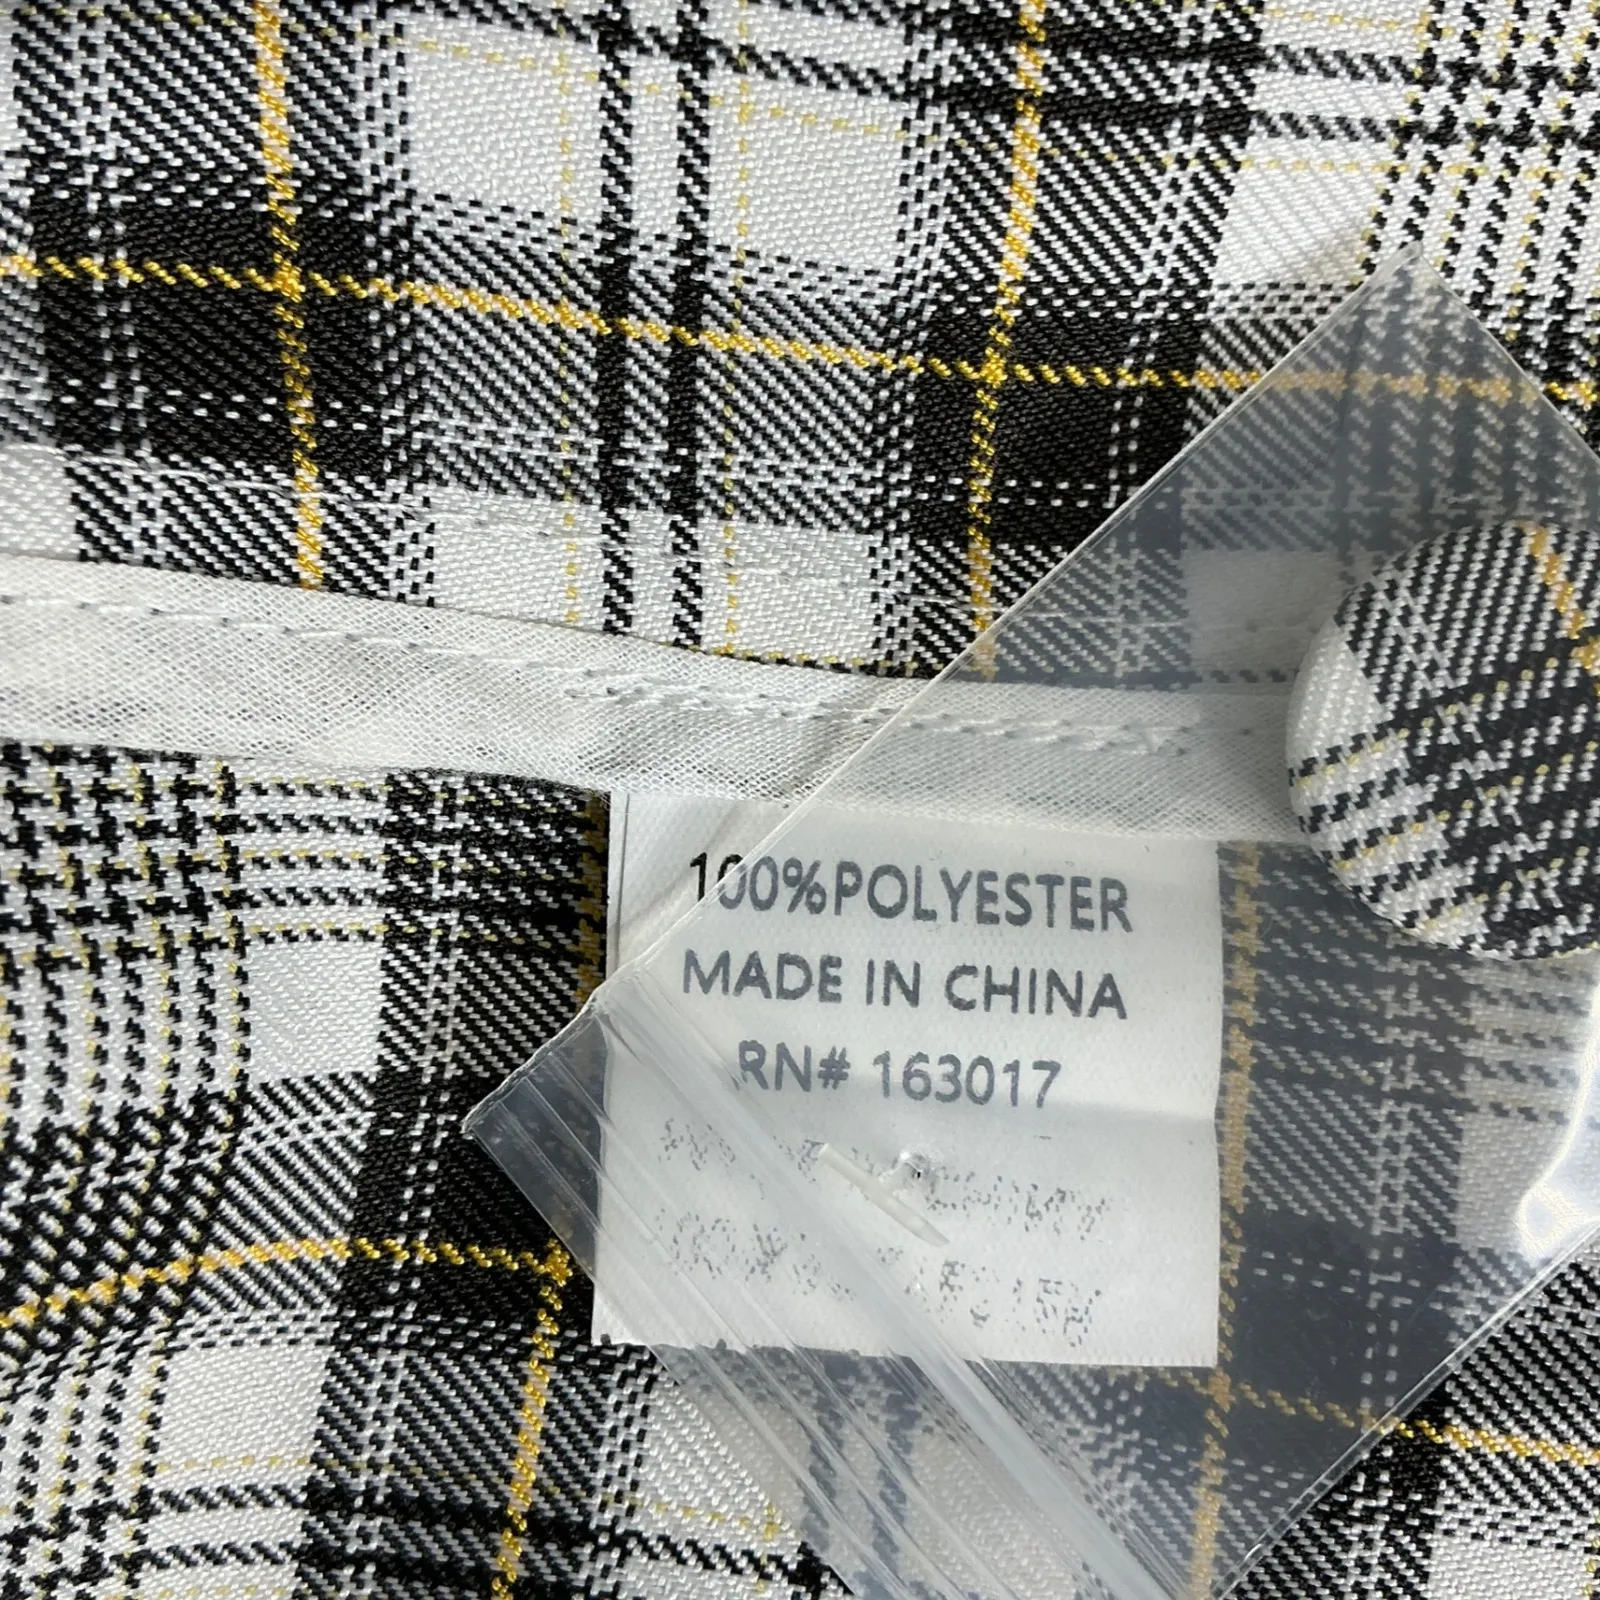 100%POLYESTER
MADE IN CHINA
RN# 163017